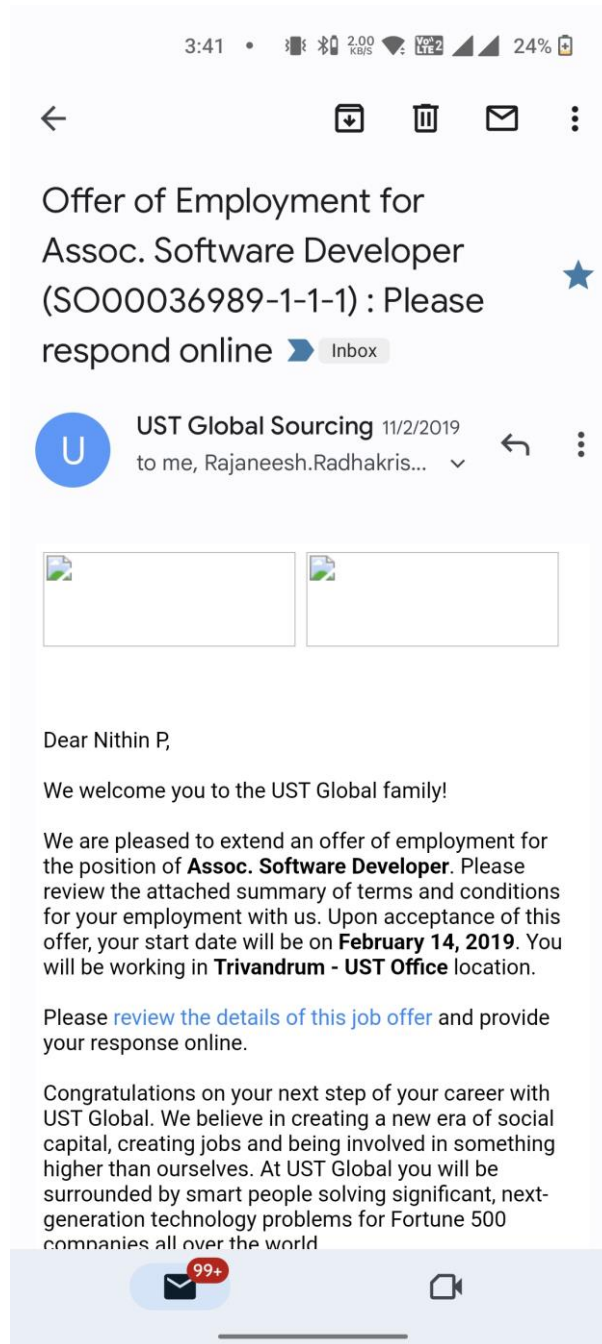 3:41 • 2.00 KB/S Vo)) LTE2 24%
Offer of Employment for
Assoc. Software Developer
(SO00036989-1-1-1) : Please
respond online Inbox
U
UST Global Sourcing 11/2/2019
to me, Rajaneesh.Radhakris...
Dear Nithin P,
We welcome you to the UST Global family!
We are pleased to extend an offer of employment for
the position of Assoc. Software Developer. Please
review the attached summary of terms and conditions
for your employment with us. Upon acceptance of this
offer, your start date will be on February 14, 2019. You
will be working in Trivandrum - UST Office location.
Please review the details of this job offer and provide
your response online.
Congratulations on your next step of your career with
UST Global. We believe in creating a new era of social
capital, creating jobs and being involved in something
higher than ourselves. At UST Global you will be
surrounded by smart people solving significant, next-
generation technology problems for Fortune 500
companies all over the world
99+